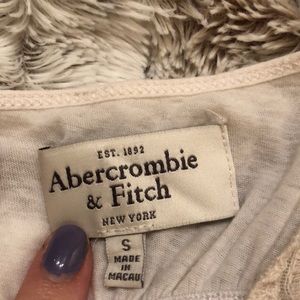 EST. 1892
Abercrombie
& Fitch
NEW YORK
S
MADE
IN
MACAU